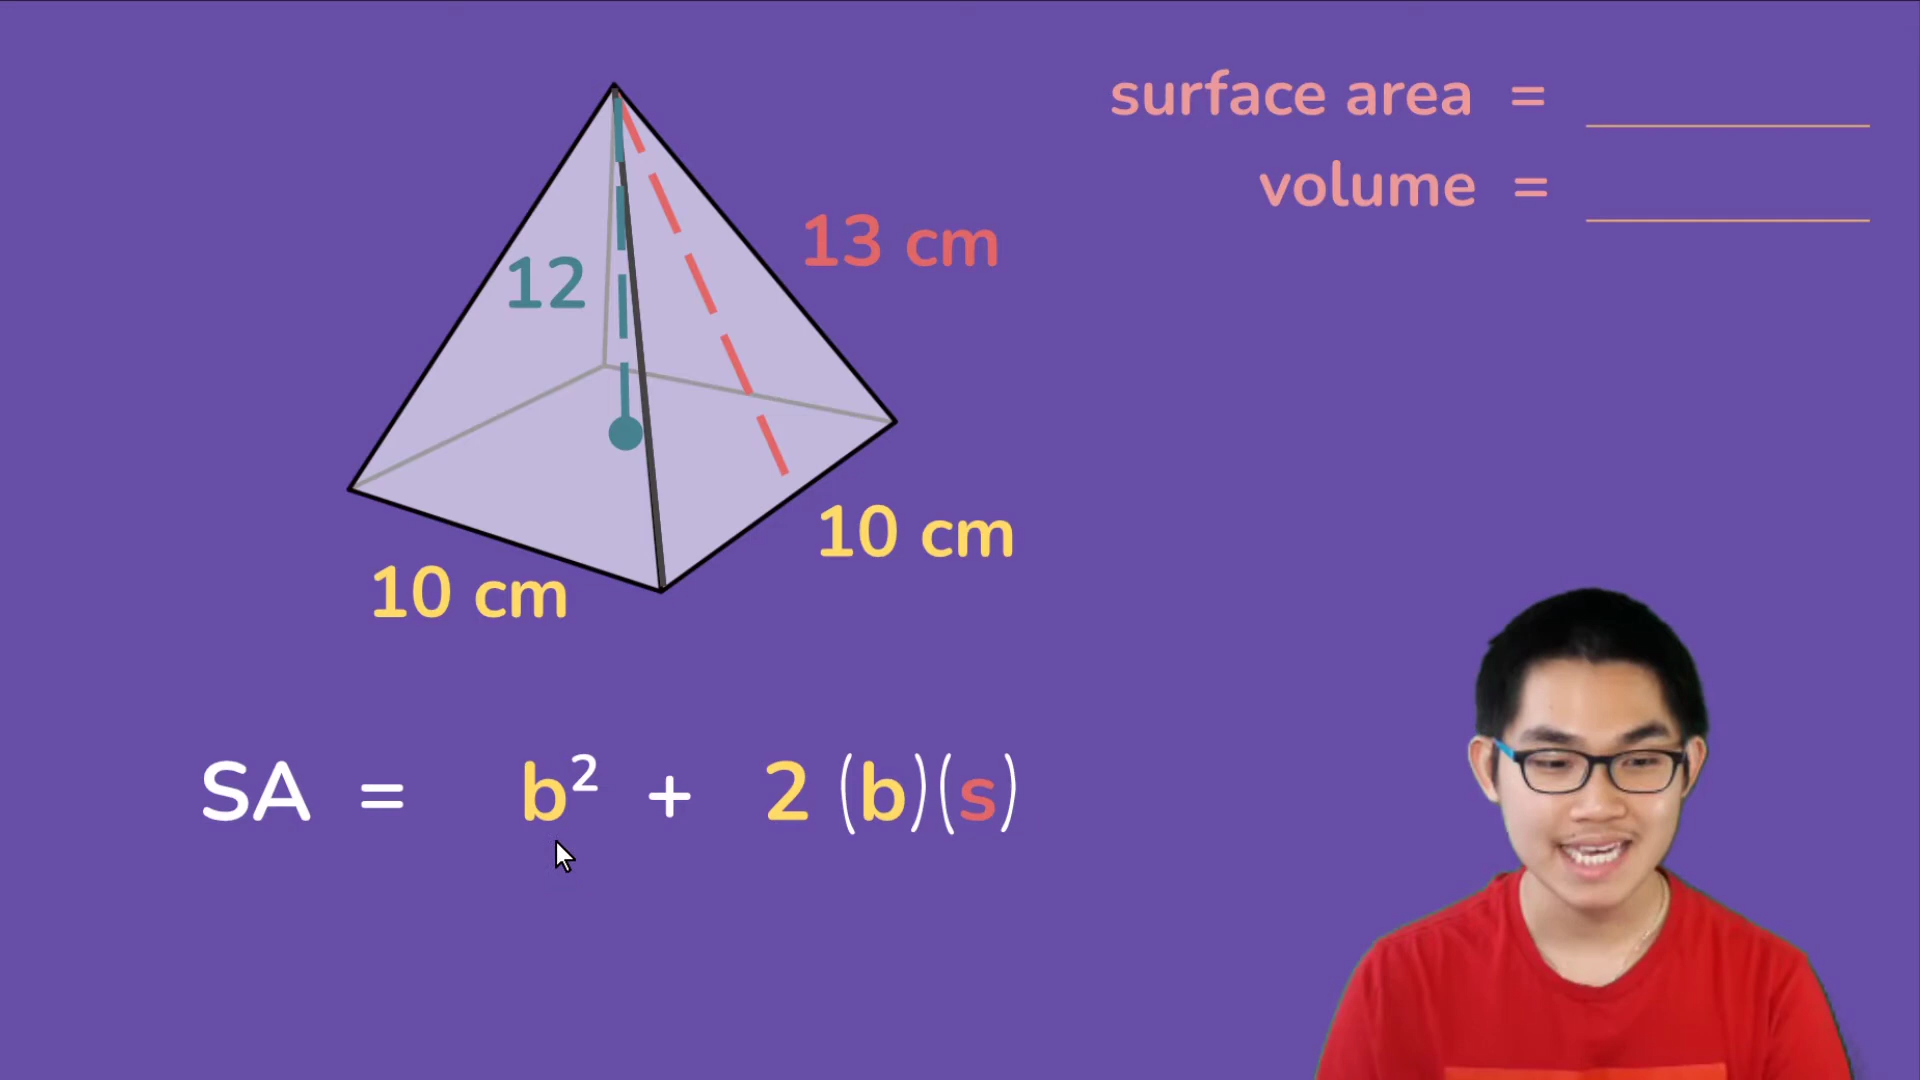 surface area =
volume =
12
13 cm
10 cm
10 cm
SA = b² + 2 (b)(s)